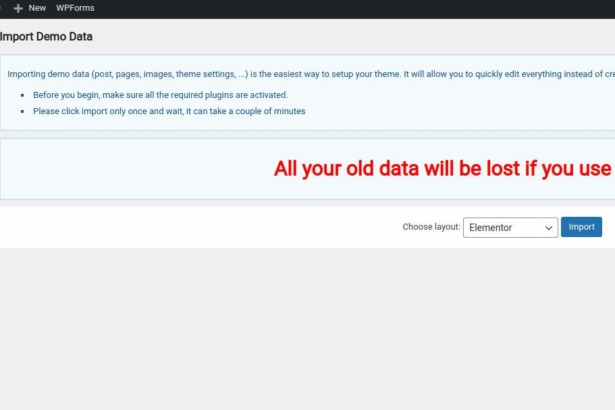 New WPForms
Import Demo Data
Importing demo data (post, pages, images, theme settings, ...) is the easiest way to setup your theme. It will allow you to quickly edit everything instead of
Before you begin, make sure all the required plugins are activated.
Please click import only once and wait, it can take a couple of minutes
All your old data will be lost if you use
Choose layout: Elementor Import